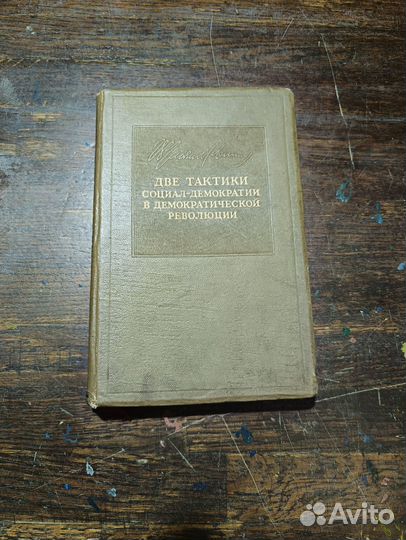 ДВЕ ТАКТИКИ
СОЦИАЛ-ДЕМОКРАТИИ
В ДЕМОКРАТИЧЕСКОЙ
РЕВОЛЮЦИИ
Avito